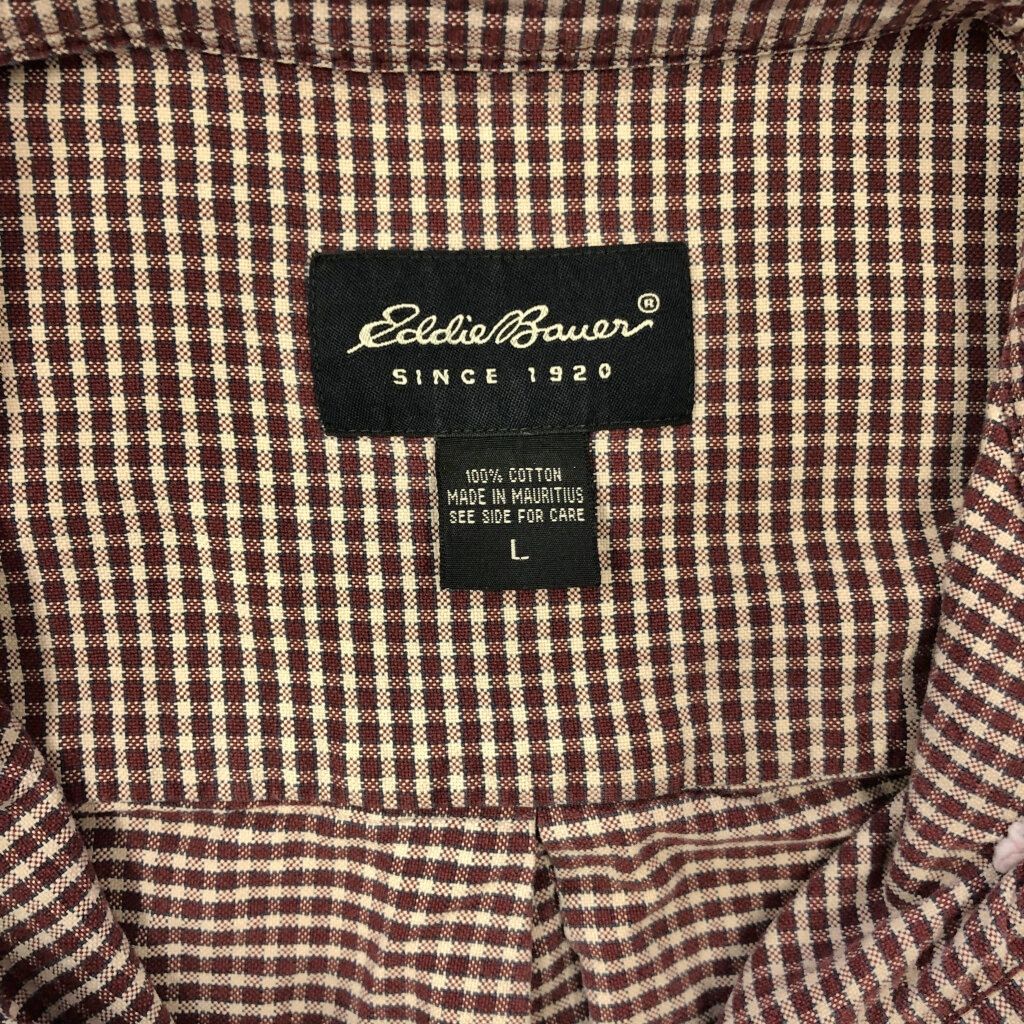 Eddie Bauer®
SINCE 1920
100% COTTON
MADE IN MAURITIUS
SEE SIDE FOR CARE
L